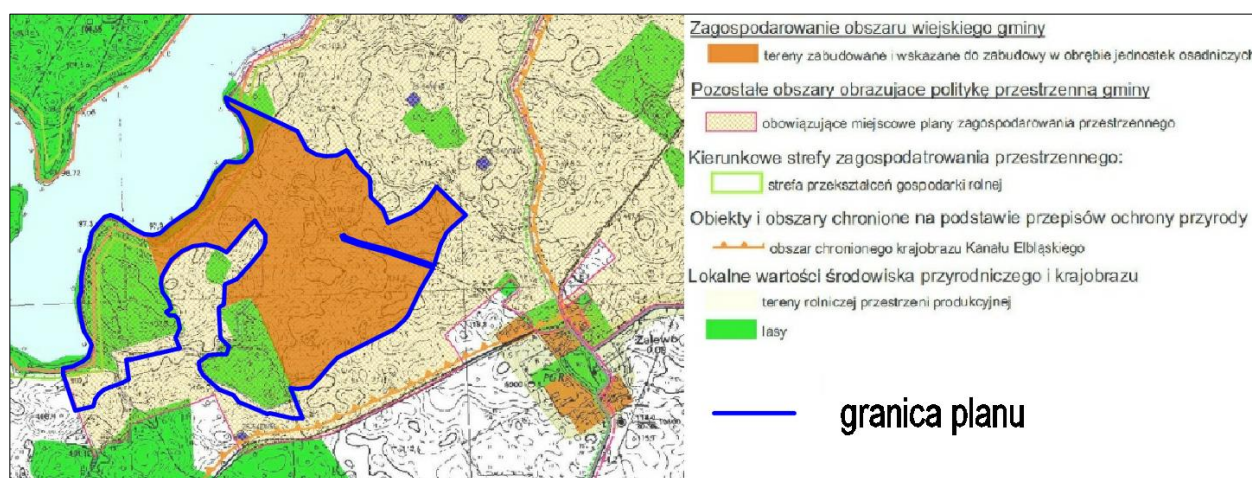 Zagospodarowanie obszaru wiejskiego gminy
tereny zabudowane i wskazane do zabudowy w obrębie jednostek osadniczych
Pozostałe obszary obrazujace politykę przestrzenną gminy
obowiązujące miejscowe plany zagospodarowania przestrzennego
Kierunkowe strefy zagospodatrowania przestrzennego:
strefa przekształceń gospodarki rolnej
Obiekty i obszary chronione na podstawie przepisów ochrony przyrody
obszar chronionego krajobrazu Kanału Elbląskiego
Lokalne wartości środowiska przyrodniczego i krajobrazu
tereny rolniczej przestrzeni produkcyjnej
lasy
granica planu
Zalewo